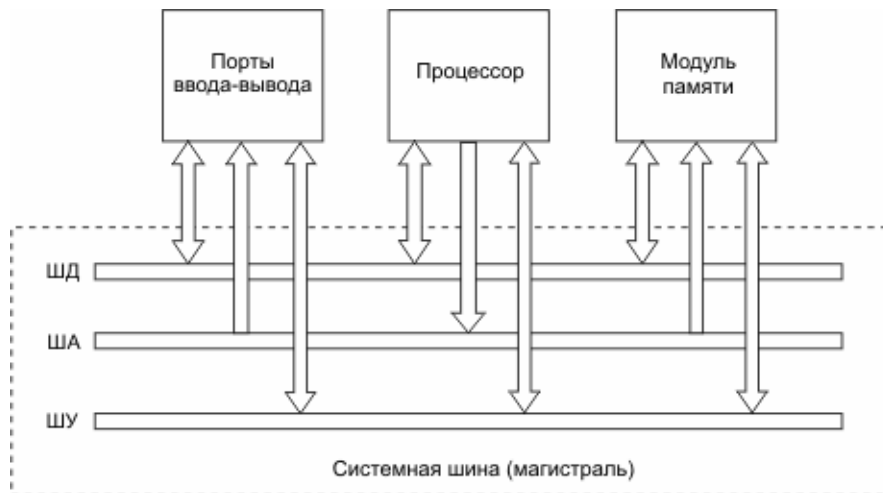 Порты
ввода-вывода
Процессор
Модуль
памяти
ШД
ША
ШУ
Системная шина (магистраль)